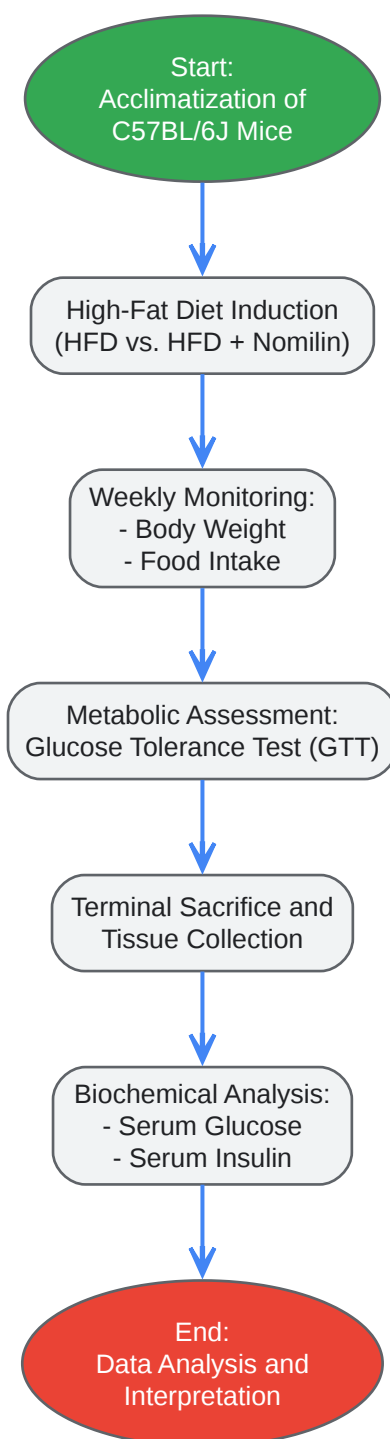 Start:
Acclimatization of
C57BL/6J Mice
High-Fat Diet Induction
(HFD vs. HFD + Nomilin)
Weekly Monitoring:
- Body Weight
- Food Intake
Metabolic Assessment:
Glucose Tolerance Test (GTT)
Terminal Sacrifice and
Tissue Collection
Biochemical Analysis:
- Serum Glucose
- Serum Insulin
End:
Data Analysis and
Interpretation